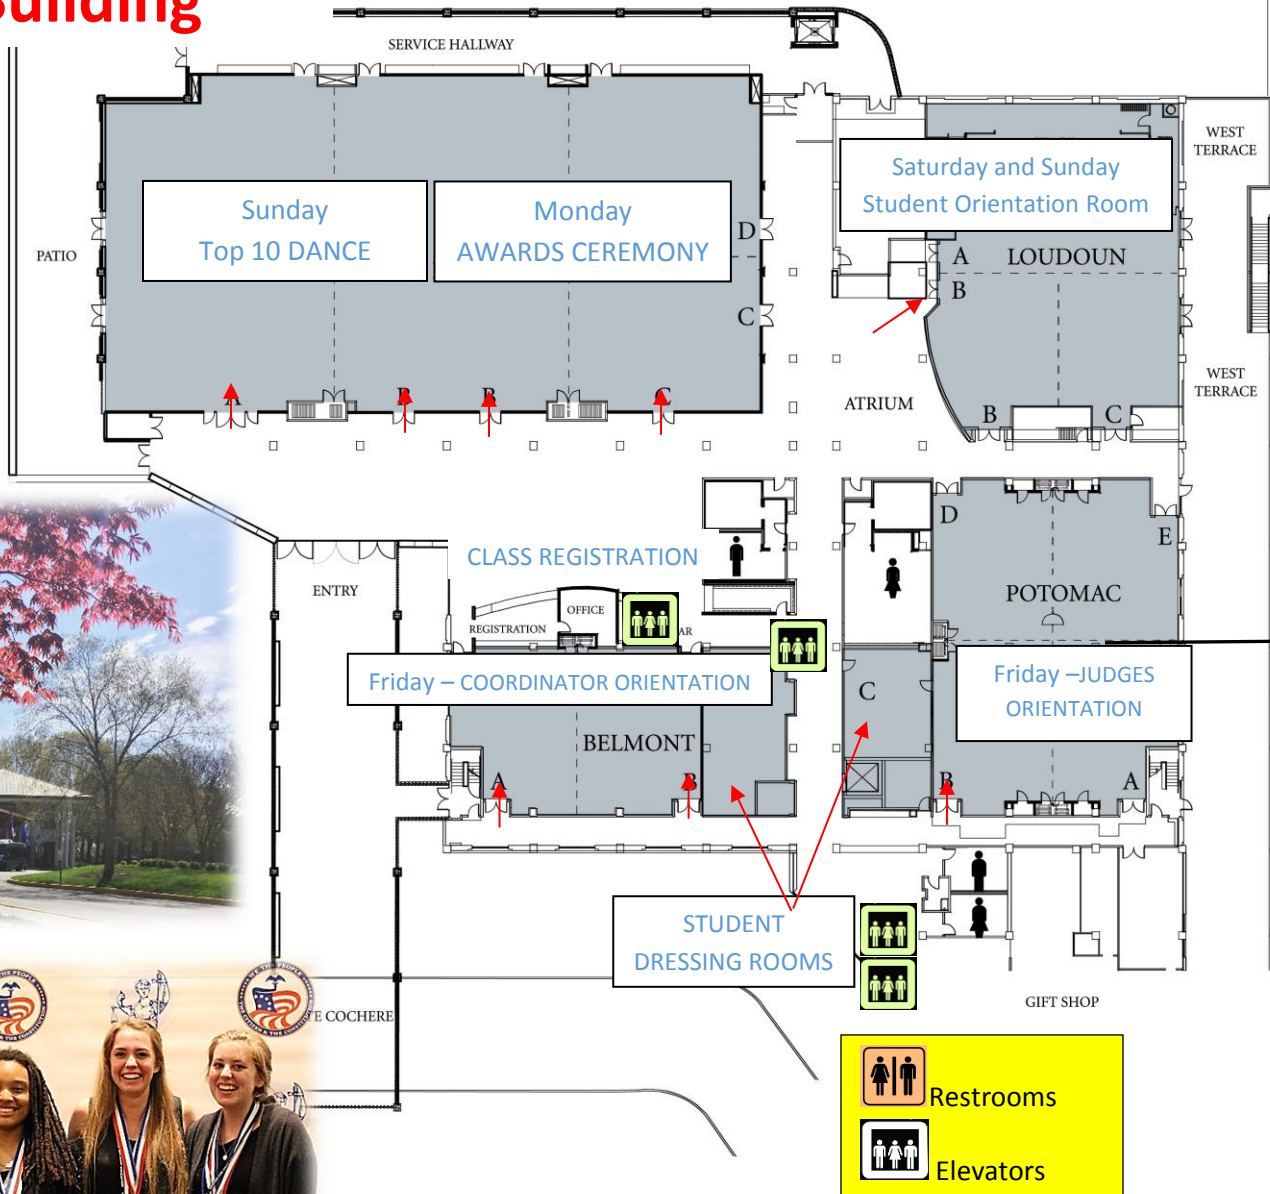 Building
SERVICE HALLWAY
WEST
TERRACE
Saturday and Sunday
Student Orientation Room
Sunday
Top 10 DANCE
Monday
AWARDS CEREMONY
D
PATIO
A
LOUDOUN
B
C
WEST
TERRACE
A
B
B
C
ATRIUM
B
C
D
E
CLASS REGISTRATION
ENTRY
POTOMAC
OFFICE
REGISTRATION
AR
Friday – COORDINATOR ORIENTATION
C
Friday –JUDGES
ORIENTATION
BELMONT
A
B
B
A
STUDENT
DRESSING ROOMS
GIFT SHOP
TE COCHERE
Restrooms
Elevators